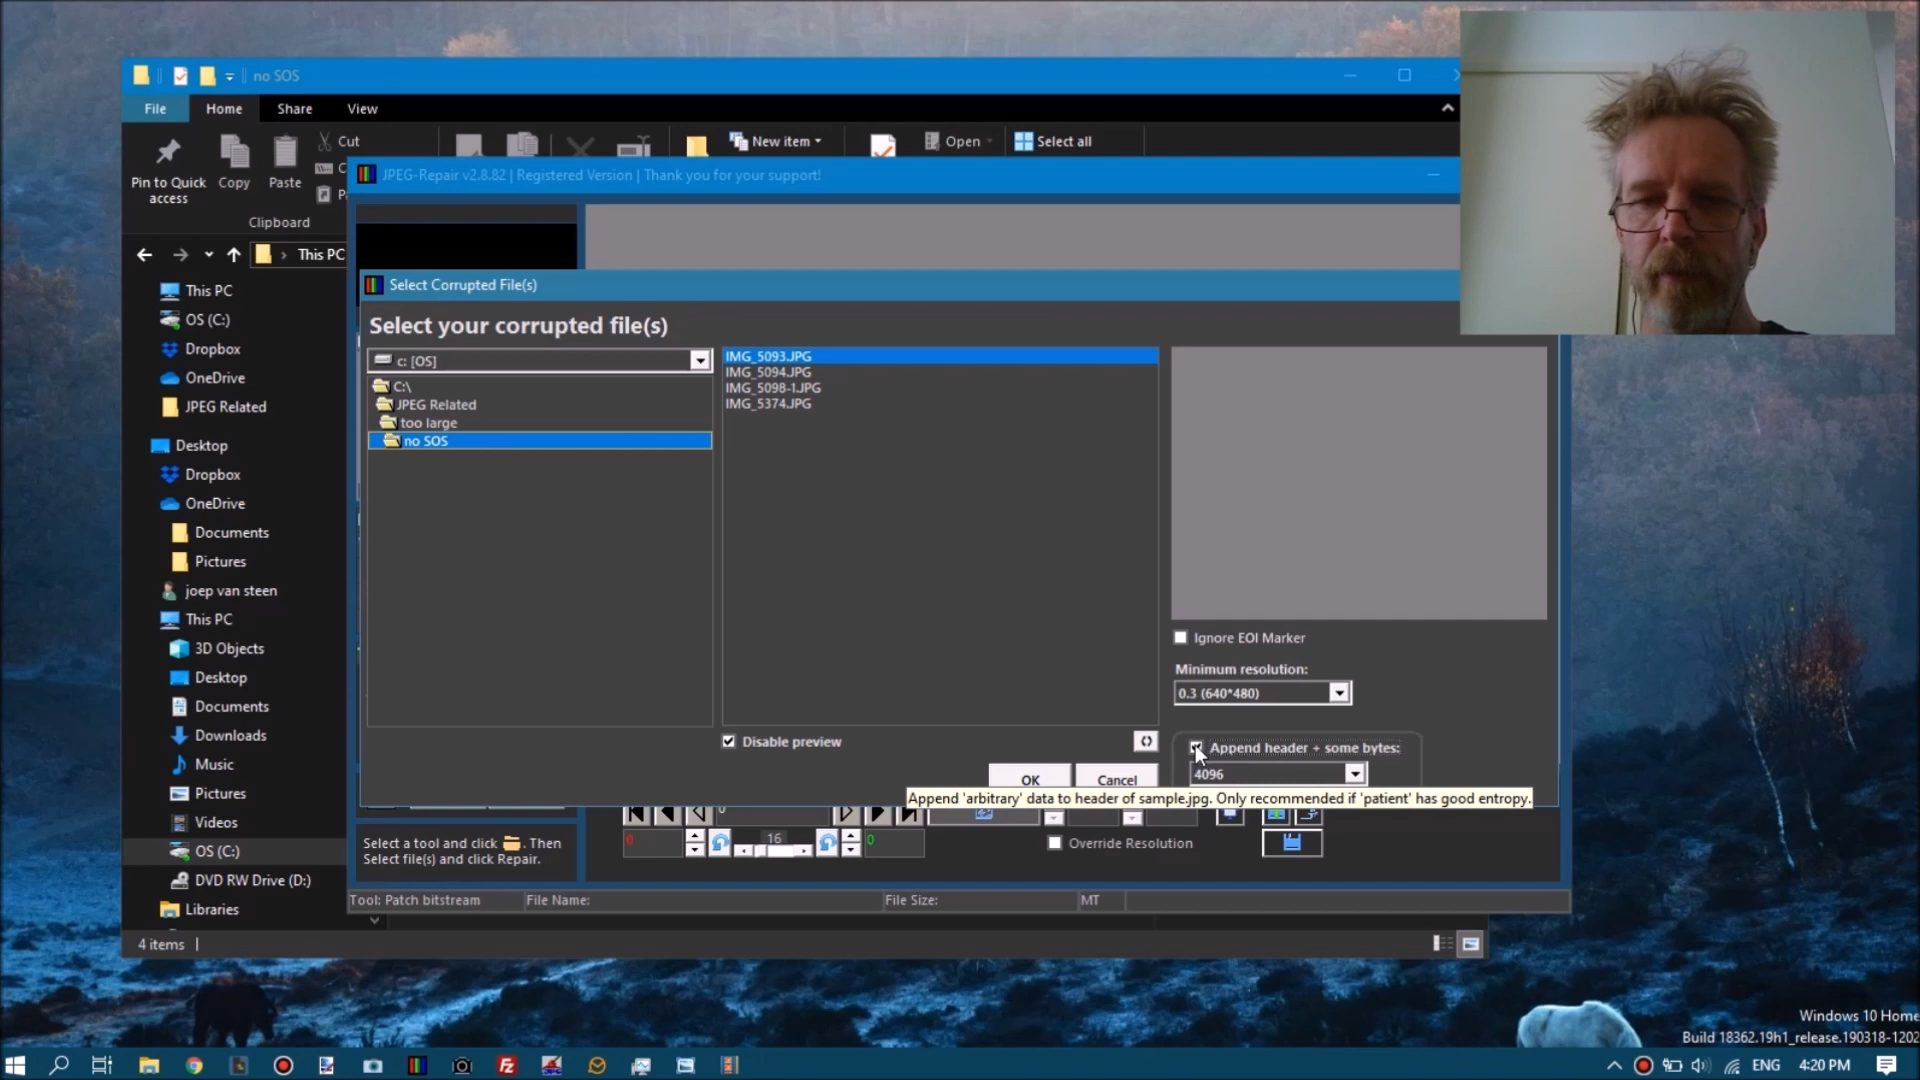 no SOS
File
Home
Share
View
Pin to Quick
access
Copy
Paste
Cut
New item
Open
Select all
Clipboard
This PC
JPEG-Repair v2.8.82 | Registered Version | Thank you for your support!
Select Corrupted File(s)
Select your corrupted file(s)
c: [OS]
C:\
JPEG Related
too large
no SOS
IMG_5093.JPG
IMG_5094.JPG
IMG_5098-1.JPG
IMG_5374.JPG
Disable preview
OK
Cancel
Ignore EOI Marker
Minimum resolution:
0.3 (640*480)
Append header + some bytes:
4096
Append 'arbitrary' data to header of sample.jpg. Only recommended if 'patient' has good entropy.
This PC
OS (C:)
Dropbox
OneDrive
JPEG Related
Desktop
Dropbox
OneDrive
Documents
Pictures
joep van steen
This PC
3D Objects
Desktop
Documents
Downloads
Music
Pictures
Videos
OS (C:)
DVD RW Drive (D:)
Libraries
4 items
Select a tool and click . Then
Select file(s) and click Repair.
0
16
0
Override Resolution
Tool: Patch bitstream
File Name:
File Size:
MT
Windows 10 Home
Build 18362.19h1_release.190318-1202
ENG
4:20 PM